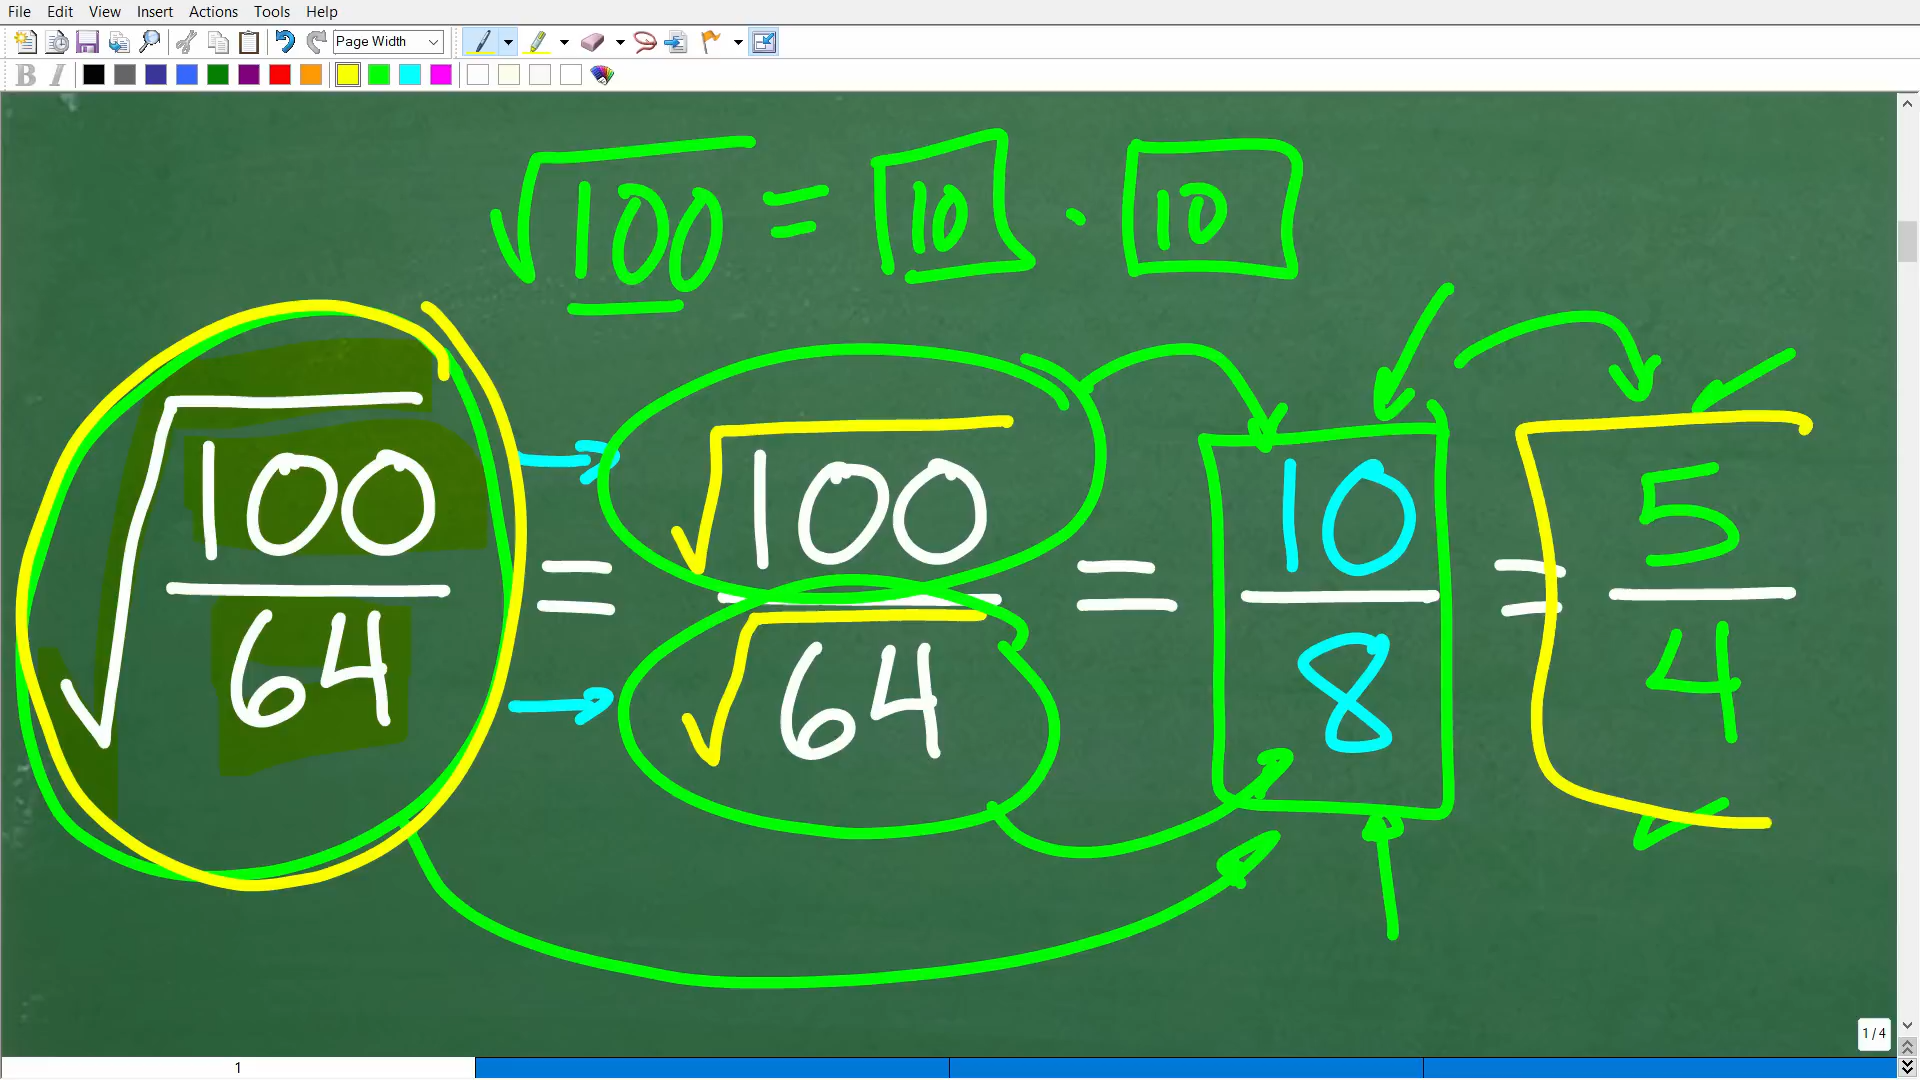 File Edit View Insert Actions Tools Help
Page Width
B I
√100 = 10 · 10
√(100/64) = √100/√64 = 10/8 = 5/4
1 / 4
1